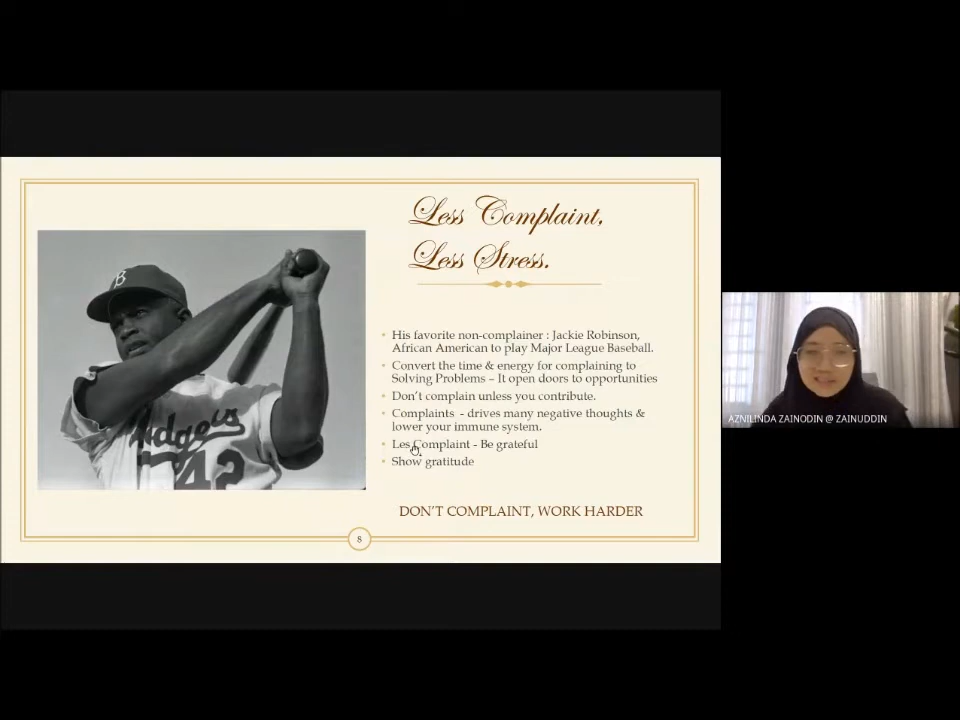 Less Complaint,
Less Stress.
His favorite non-complainer : Jackie Robinson,
African American to play Major League Baseball.
Convert the time & energy for complaining to
Solving Problems – It open doors to opportunities
Don't complain unless you contribute.
Complaints - drives many negative thoughts &
lower your immune system.
Les Complaint - Be grateful
Show gratitude
DON'T COMPLAINT, WORK HARDER
8
B
Dodgers
42
AZNILINDA ZAINODIN @ ZAINUDDIN